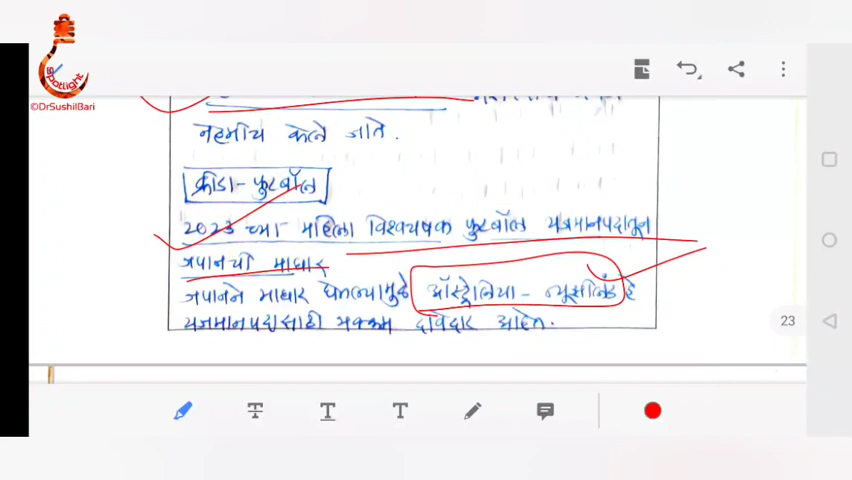 Spotlight
©DrSushilBari
नेहमीच केले जाते.
क्रीडा - फुटबॉल
2023 च्या महिला विश्वचषक फुटबॉल यजमानपदातून
जपानची माघार
जपानने माघार घेतल्यामुळे ऑस्ट्रेलिया - न्यूझीलंड हे
यजमानपदासाठी भक्कम दावेदार आहेत.
23
T T T